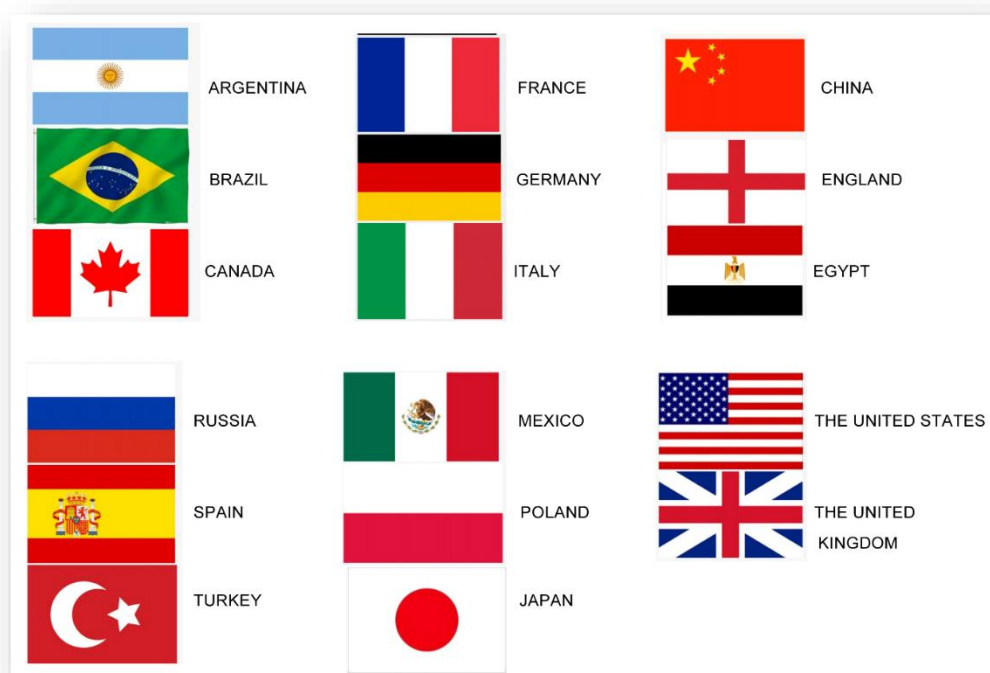 ARGENTINA
FRANCE
CHINA
BRAZIL
GERMANY
ENGLAND
CANADA
ITALY
EGYPT
RUSSIA
MEXICO
THE UNITED STATES
SPAIN
POLAND
THE UNITED
KINGDOM
TURKEY
JAPAN